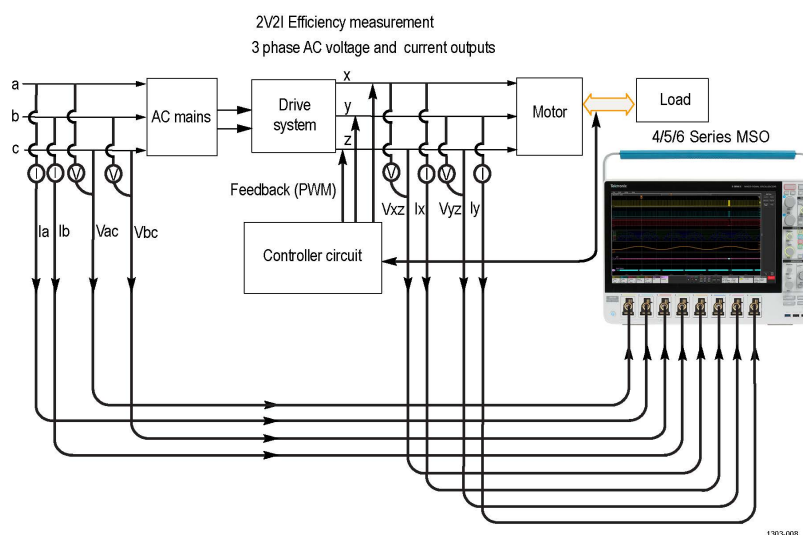 2V2I Efficiency measurement
3 phase AC voltage and current outputs
a
b
c
AC mains
Drive
system
x
y
z
Motor
Load
4/5/6 Series MSO
I
I
V
V
V
I
V
I
Feedback (PWM)
Ia
Ib
Vac
Vbc
Vxz
Ix
Vyz
Iy
Controller circuit
Tektronix
1303-008